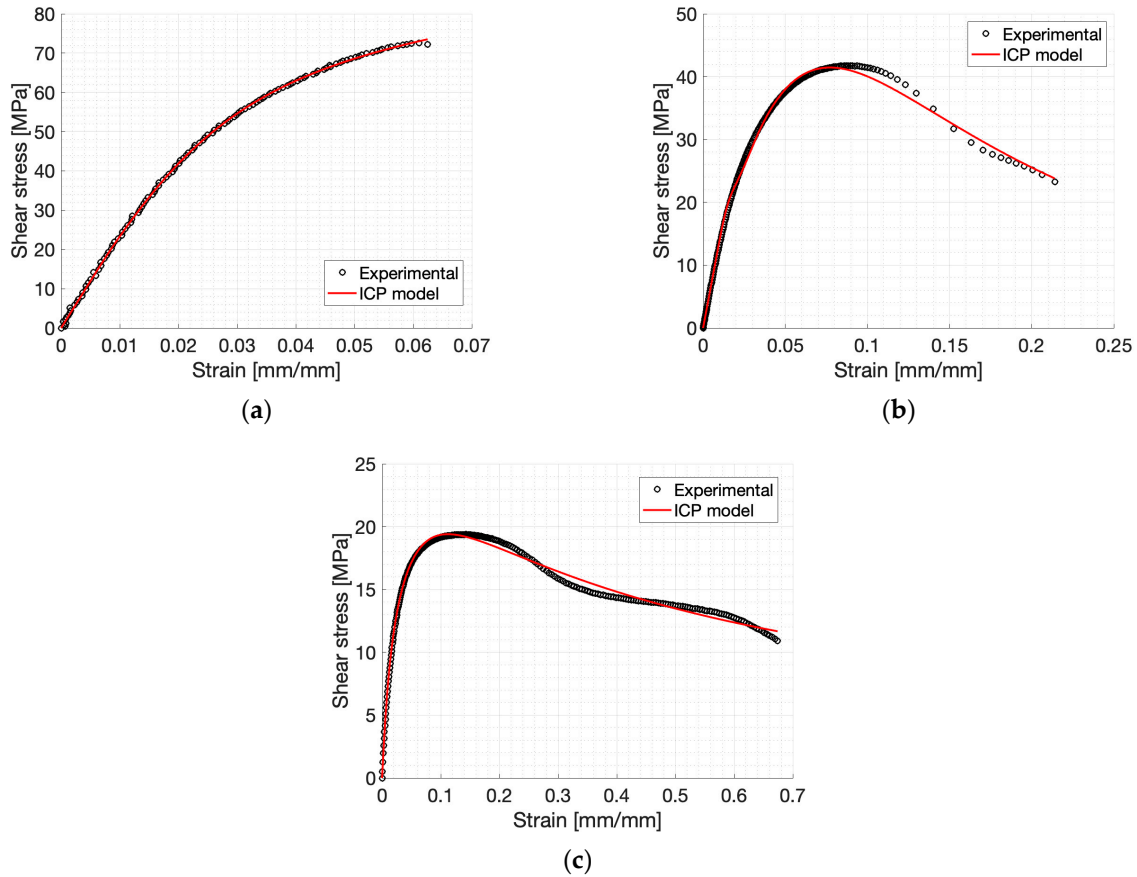 80
70
60
50
40
30
20
10
0
Shear stress [MPa]
Experimental
ICP model
0 0.01 0.02 0.03 0.04 0.05 0.06 0.07
Strain [mm/mm]
(a)
50
40
30
20
10
0
Shear stress [MPa]
Experimental
ICP model
0 0.05 0.1 0.15 0.2 0.25
Strain [mm/mm]
(b)
25
20
15
10
5
0
Shear stress [MPa]
Experimental
ICP model
0 0.1 0.2 0.3 0.4 0.5 0.6 0.7
Strain [mm/mm]
(c)